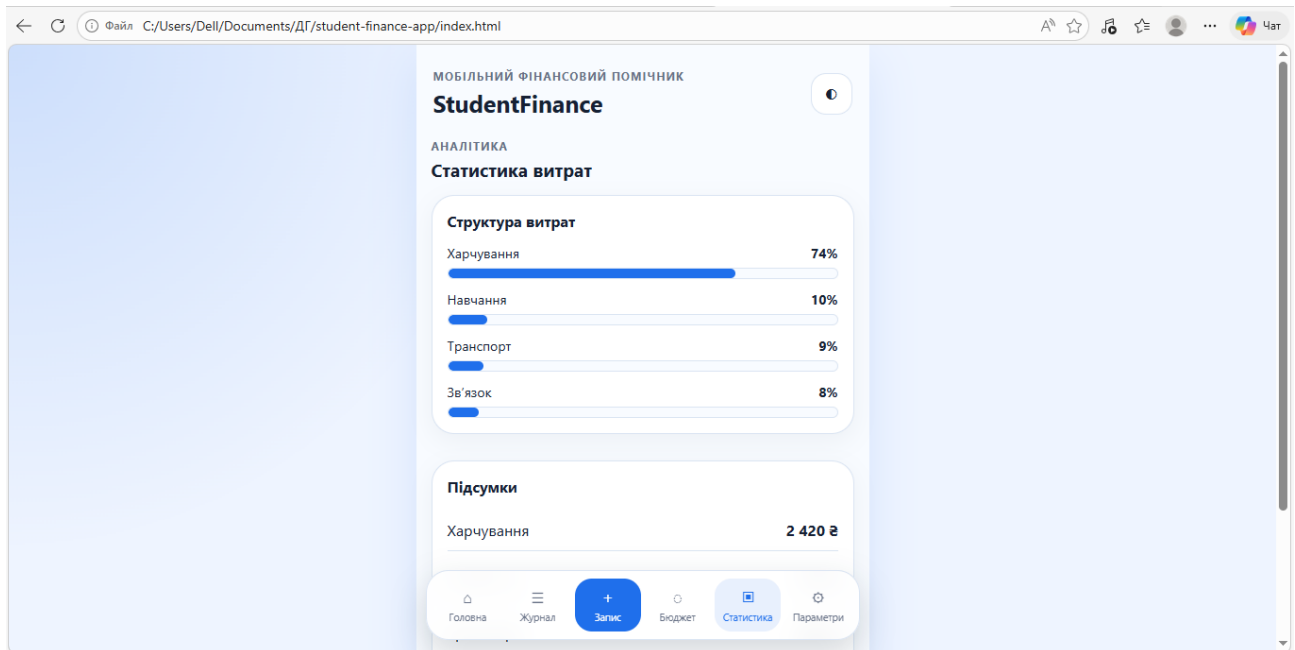 Файл C:/Users/Dell/Documents/ДГ/student-finance-app/index.html
Чат
МОБІЛЬНИЙ ФІНАНСОВИЙ ПОМІЧНИК
StudentFinance
АНАЛІТИКА
Статистика витрат
Структура витрат
Харчування 74%
Навчання 10%
Транспорт 9%
Зв'язок 8%
Підсумки
Харчування 2 420 ₴
Головна Журнал + Запис Бюджет Статистика Параметри